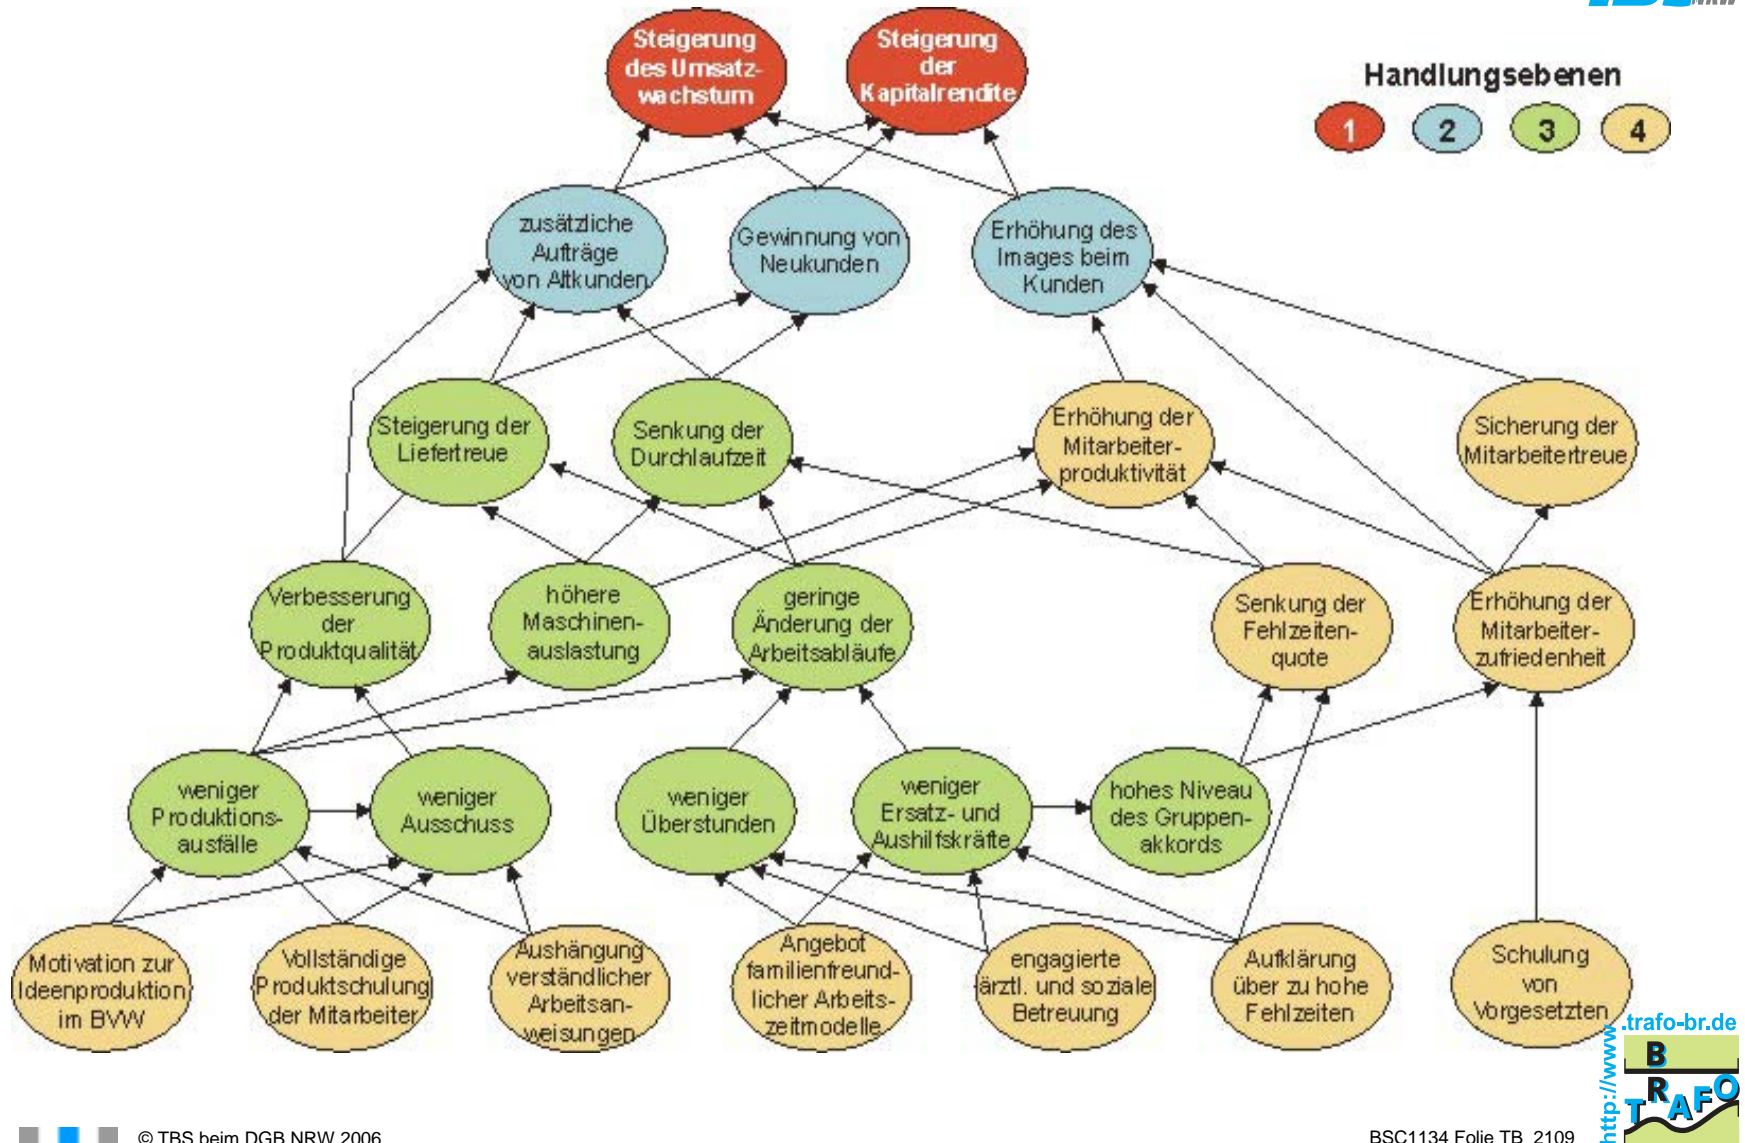 TBS NRW
Steigerung
des Umsatz-
wachstum
Steigerung
der
Kapitalrendite
Handlungsebenen
1 2 3 4
zusätzliche
Aufträge
von Altkunden
Gewinnung von
Neukunden
Erhöhung des
Images beim
Kunden
Steigerung der
Liefertreue
Senkung der
Durchlaufzeit
Erhöhung der
Mitarbeiter-
produktivität
Sicherung der
Mitarbeitertreue
Verbesserung
der
Produktqualität
höhere
Maschinen-
auslastung
geringe
Änderung der
Arbeitsabläufe
Senkung der
Fehlzeiten-
quote
Erhöhung der
Mitarbeiter-
zufriedenheit
weniger
Produktions-
ausfälle
weniger
Ausschuss
weniger
Überstunden
weniger
Ersatz- und
Aushilfskräfte
hohes Niveau
des Gruppen-
akkords
Motivation zur
Ideenproduktion
im BVW
Vollständige
Produktschulung
der Mitarbeiter
Aushängung
verständlicher
Arbeitsan-
weisungen
Angebot
familienfreund-
licher Arbeits-
zeitmodelle
engagierte
ärztl. und soziale
Betreuung
Aufklärung
über zu hohe
Fehlzeiten
Schulung
von
Vorgesetzten
http://www.trafo-br.de
BR
TRAFO
© TBS beim DGB NRW 2006
BSC1134 Folie TB 2109